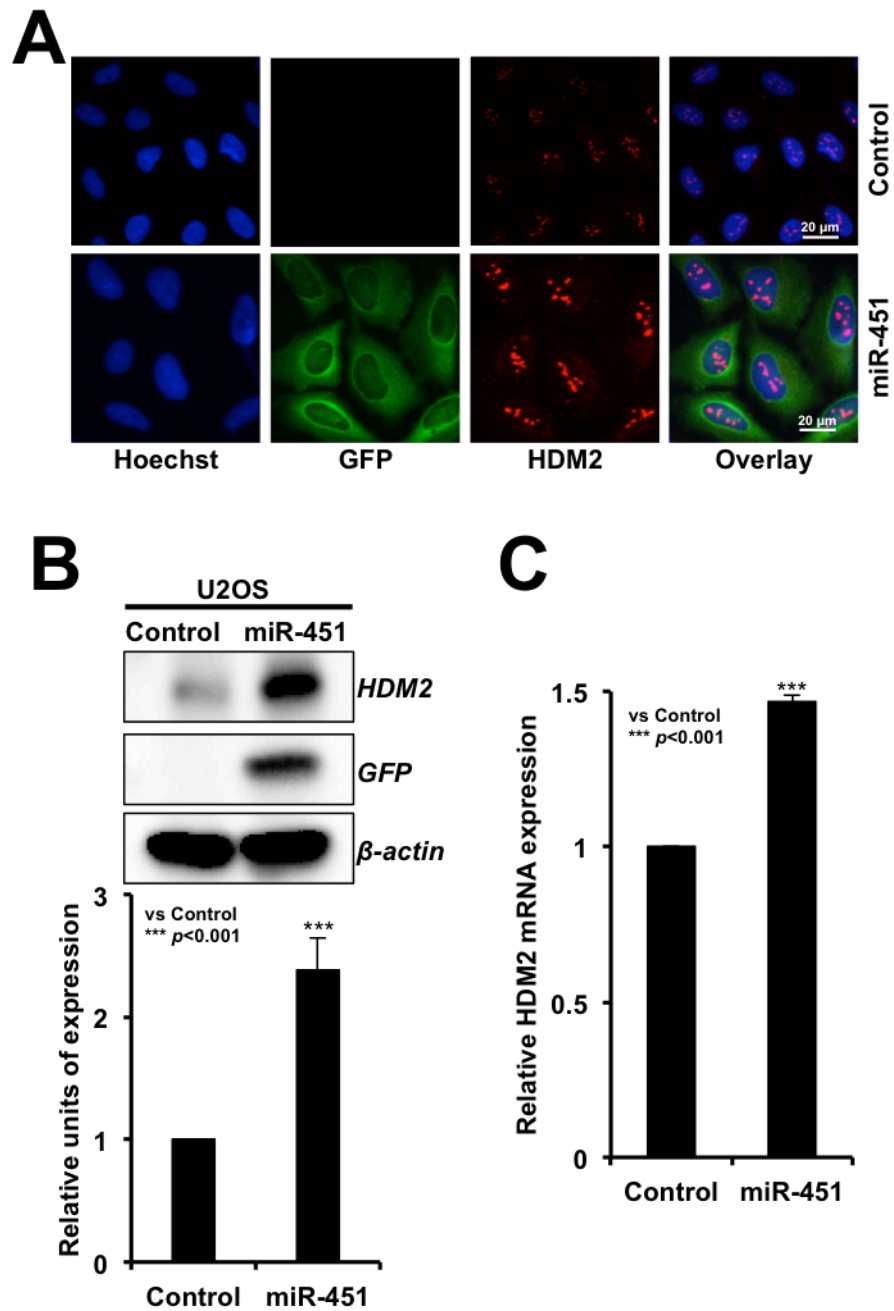 A
Control
20 μm
miR-451
20 μm
Hoechst GFP HDM2 Overlay
B
U2OS
Control miR-451
HDM2
GFP
β-actin
3
vs Control
*** p<0.001
***
2
1
0
Relative units of expression
Control miR-451
C
1.5
vs Control
*** p<0.001
***
1
0.5
0
Relative HDM2 mRNA expression
Control miR-451